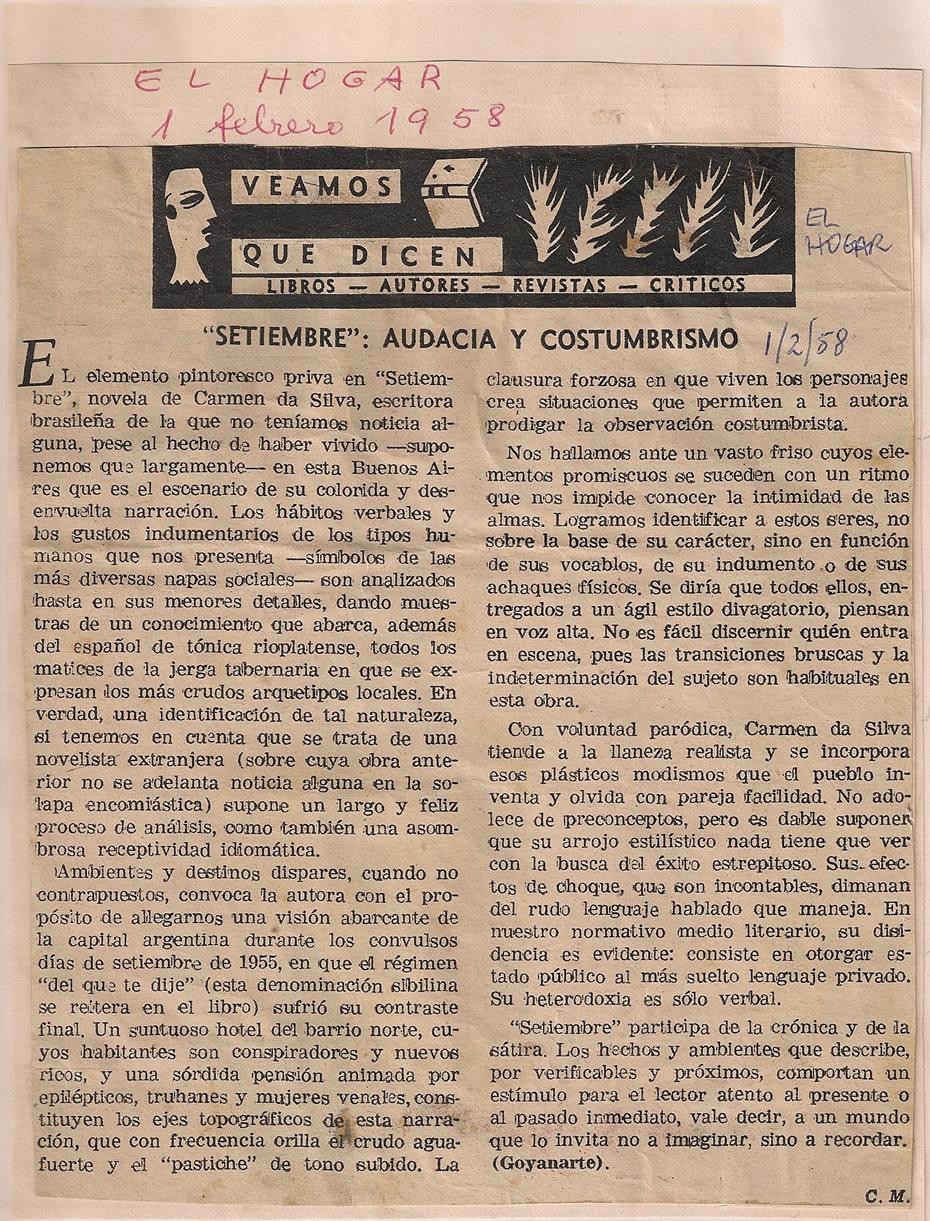 EL HOGAR
1 febrero 1958
VEAMOS
QUE DICEN
LIBROS — AUTORES — REVISTAS — CRITICOS
EL
HOGAR
"SETIEMBRE": AUDACIA Y COSTUMBRISMO
1/2/58
EL elemento pintoresco priva en "Setiem-
bre", novela de Carmen da Silva, escritora
brasileña de la que no teníamos noticia al-
guna, pese al hecho de haber vivido —supo-
nemos que largamente— en esta Buenos Ai-
res que es el escenario de su colorida y des-
envuelta narración. Los hábitos verbales y
los gustos indumentarios de los tipos hu-
manos que nos presenta —símbolos de las
más diversas napas sociales— son analizados
hasta en sus menores detalles, dando mues-
tras de un conocimiento que abarca, además
del español de tónica rioplatense, todos los
matices de la jerga tabernaria en que se ex-
presan los más crudos arquetipos locales. En
verdad, una identificación de tal naturaleza,
si tenemos en cuenta que se trata de una
novelista extranjera (sobre cuya obra ante-
rior no se adelanta noticia alguna en la so-
lapa encomiástica) supone un largo y feliz
proceso de análisis, como también una asom-
brosa receptividad idiomática.
Ambientes y destinos dispares, cuando no
contrapuestos, convoca la autora con el pro-
pósito de allegarnos una visión abarcante de
la capital argentina durante los convulsos
días de setiembre de 1955, en que el régimen
"del que te dije" (esta denominación sibilina
se reitera en el libro) sufrió su contraste
final. Un suntuoso hotel del barrio norte, cu-
yos habitantes son conspiradores y nuevos
ricos, y una sórdida pensión animada por
epilépticos, truhanes y mujeres venales, cons-
tituyen los ejes topográficos de esta narra-
ción, que con frecuencia orilla el crudo agua-
fuerte y el "pastiche" de tono subido. La
clausura forzosa en que viven los personajes
crea situaciones que permiten a la autora
prodigar la observación costumbrista.
Nos hallamos ante un vasto friso cuyos ele-
mentos promiscuos se suceden con un ritmo
que nos impide conocer la intimidad de las
almas. Logramos identificar a estos seres, no
sobre la base de su carácter, sino en función
de sus vocablos, de su indumento o de sus
achaques físicos. Se diría que todos ellos, en-
tregados a un ágil estilo divagatorio, piensan
en voz alta. No es fácil discernir quién entra
en escena, pues las transiciones bruscas y la
indeterminación del sujeto son habituales en
esta obra.
Con voluntad paródica, Carmen da Silva
tiende a la llaneza realista y se incorpora
esos plásticos modismos que el pueblo in-
venta y olvida con pareja facilidad. No ado-
lece de preconceptos, pero es dable suponer
que su arrojo estilístico nada tiene que ver
con la busca del éxito estrepitoso. Sus efec-
tos de choque, que son incontables, dimanan
del rudo lenguaje hablado que maneja. En
nuestro normativo medio literario, su disi-
dencia es evidente: consiste en otorgar es-
tado público al más suelto lenguaje privado.
Su heterodoxia es sólo verbal.
"Setiembre" participa de la crónica y de la
sátira. Los hechos y ambientes que describe,
por verificables y próximos, comportan un
estímulo para el lector atento al presente o
al pasado inmediato, vale decir, a un mundo
que lo invita no a imaginar, sino a recordar.
(Goyanarte).
C. M.